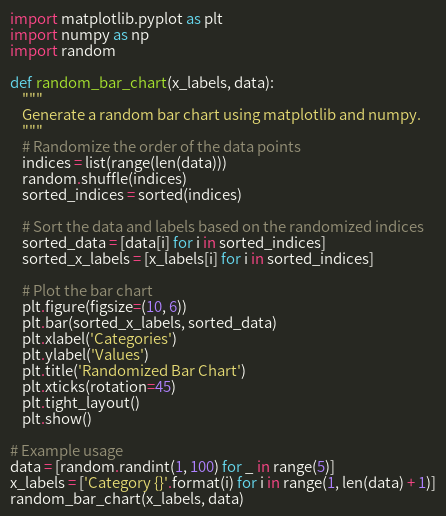 import matplotlib.pyplot as plt
import numpy as np
import random

def random_bar_chart(x_labels, data):
    """
    Generate a random bar chart using matplotlib and numpy.
    """
    # Randomize the order of the data points
    indices = list(range(len(data)))
    random.shuffle(indices)
    sorted_indices = sorted(indices)

    # Sort the data and labels based on the randomized indices
    sorted_data = [data[i] for i in sorted_indices]
    sorted_x_labels = [x_labels[i] for i in sorted_indices]

    # Plot the bar chart
    plt.figure(figsize=(10, 6))
    plt.bar(sorted_x_labels, sorted_data)
    plt.xlabel('Categories')
    plt.ylabel('Values')
    plt.title('Randomized Bar Chart')
    plt.xticks(rotation=45)
    plt.tight_layout()
    plt.show()

# Example usage
data = [random.randint(1, 100) for _ in range(5)]
x_labels = ['Category {}'.format(i) for i in range(1, len(data) + 1)]
random_bar_chart(x_labels, data)